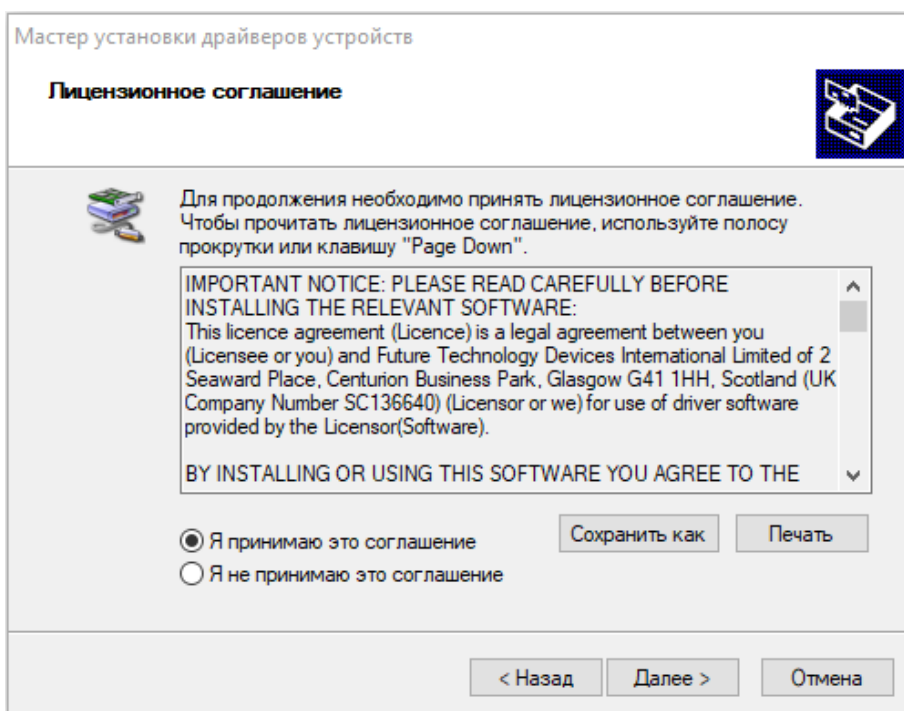 Мастер установки драйверов устройств
Лицензионное соглашение
Для продолжения необходимо принять лицензионное соглашение.
Чтобы прочитать лицензионное соглашение, используйте полосу
прокрутки или клавишу "Page Down".
IMPORTANT NOTICE: PLEASE READ CAREFULLY BEFORE
INSTALLING THE RELEVANT SOFTWARE:
This licence agreement (Licence) is a legal agreement between you
(Licensee or you) and Future Technology Devices International Limited of 2
Seaward Place, Centurion Business Park, Glasgow G41 1HH, Scotland (UK
Company Number SC136640) (Licensor or we) for use of driver software
provided by the Licensor(Software).
BY INSTALLING OR USING THIS SOFTWARE YOU AGREE TO THE
Я принимаю это соглашение
Сохранить как
Печать
Я не принимаю это соглашение
< Назад
Далее >
Отмена